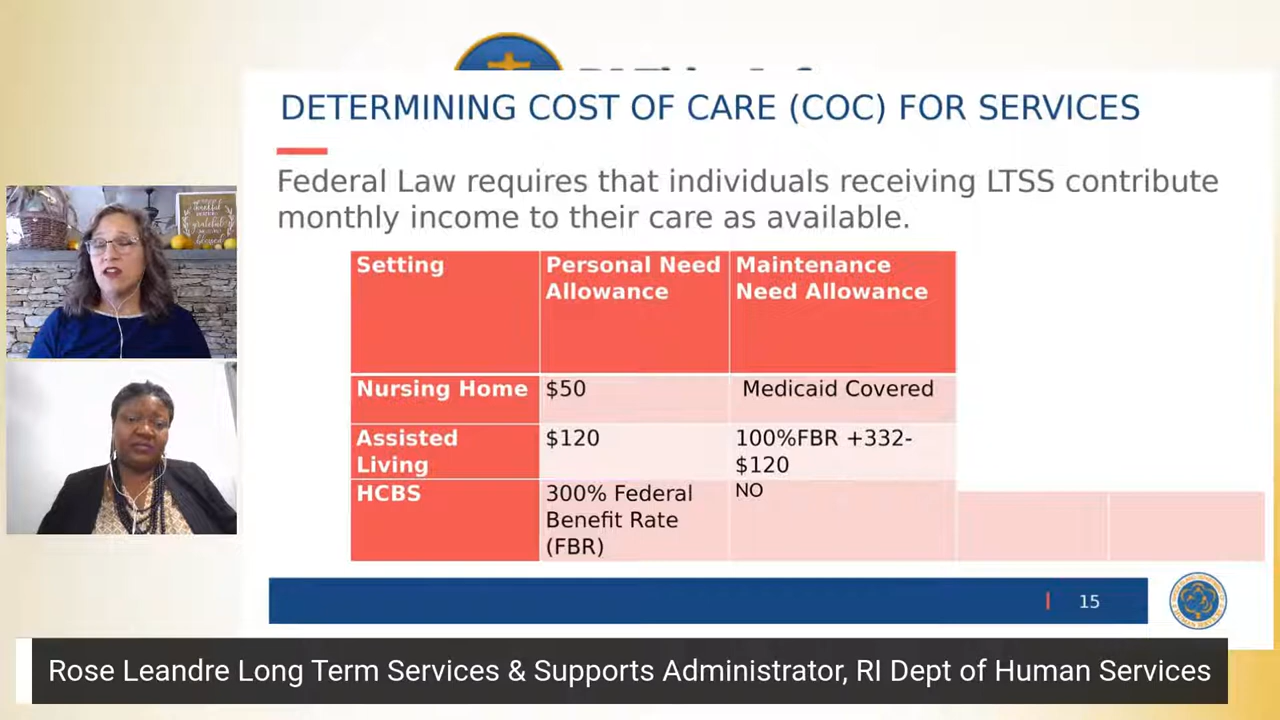 DETERMINING COST OF CARE (COC) FOR SERVICES
Federal Law requires that individuals receiving LTSS contribute
monthly income to their care as available.
Setting
Personal Need
Allowance
Maintenance
Need Allowance
Nursing Home
$50
Medicaid Covered
Assisted
Living
$120
100%FBR +332-
$120
HCBS
300% Federal
Benefit Rate
(FBR)
NO
15
grateful
blessed
Rose Leandre Long Term Services & Supports Administrator, RI Dept of Human Services